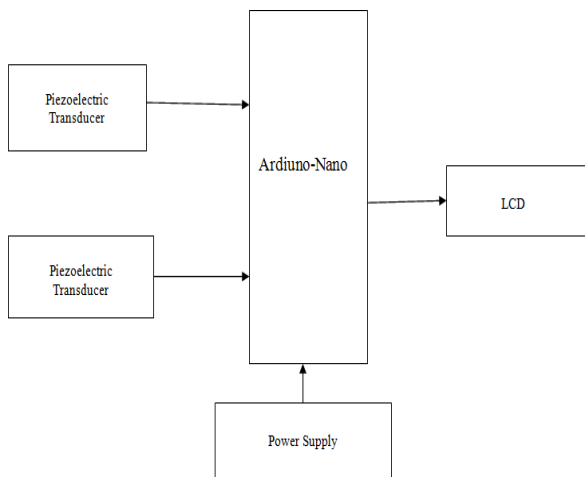 Piezoelectric
Transducer
Ardiuno-Nano
LCD
Piezoelectric
Transducer
Power Supply